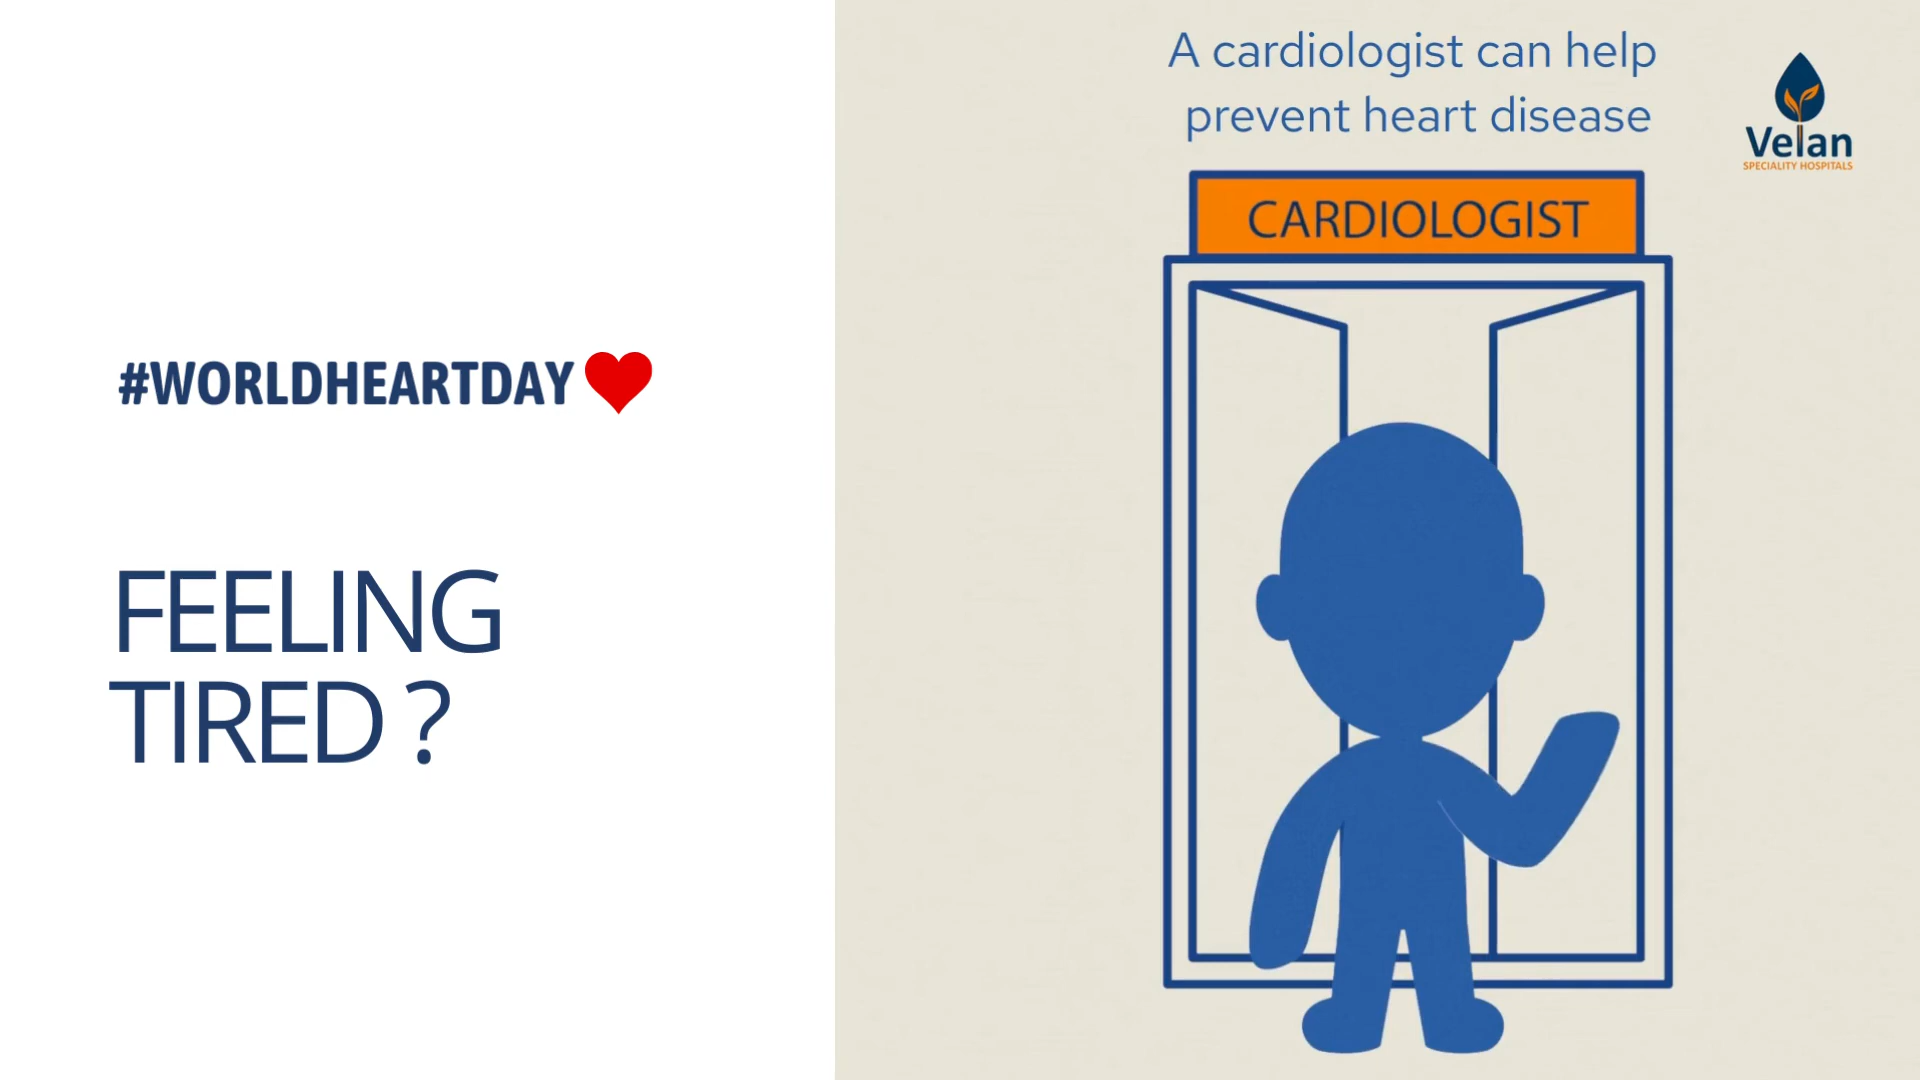 #WORLDHEARTDAY
FEELING
TIRED ?
A cardiologist can help
prevent heart disease
Velan
SPECIALITY HOSPITALS
CARDIOLOGIST